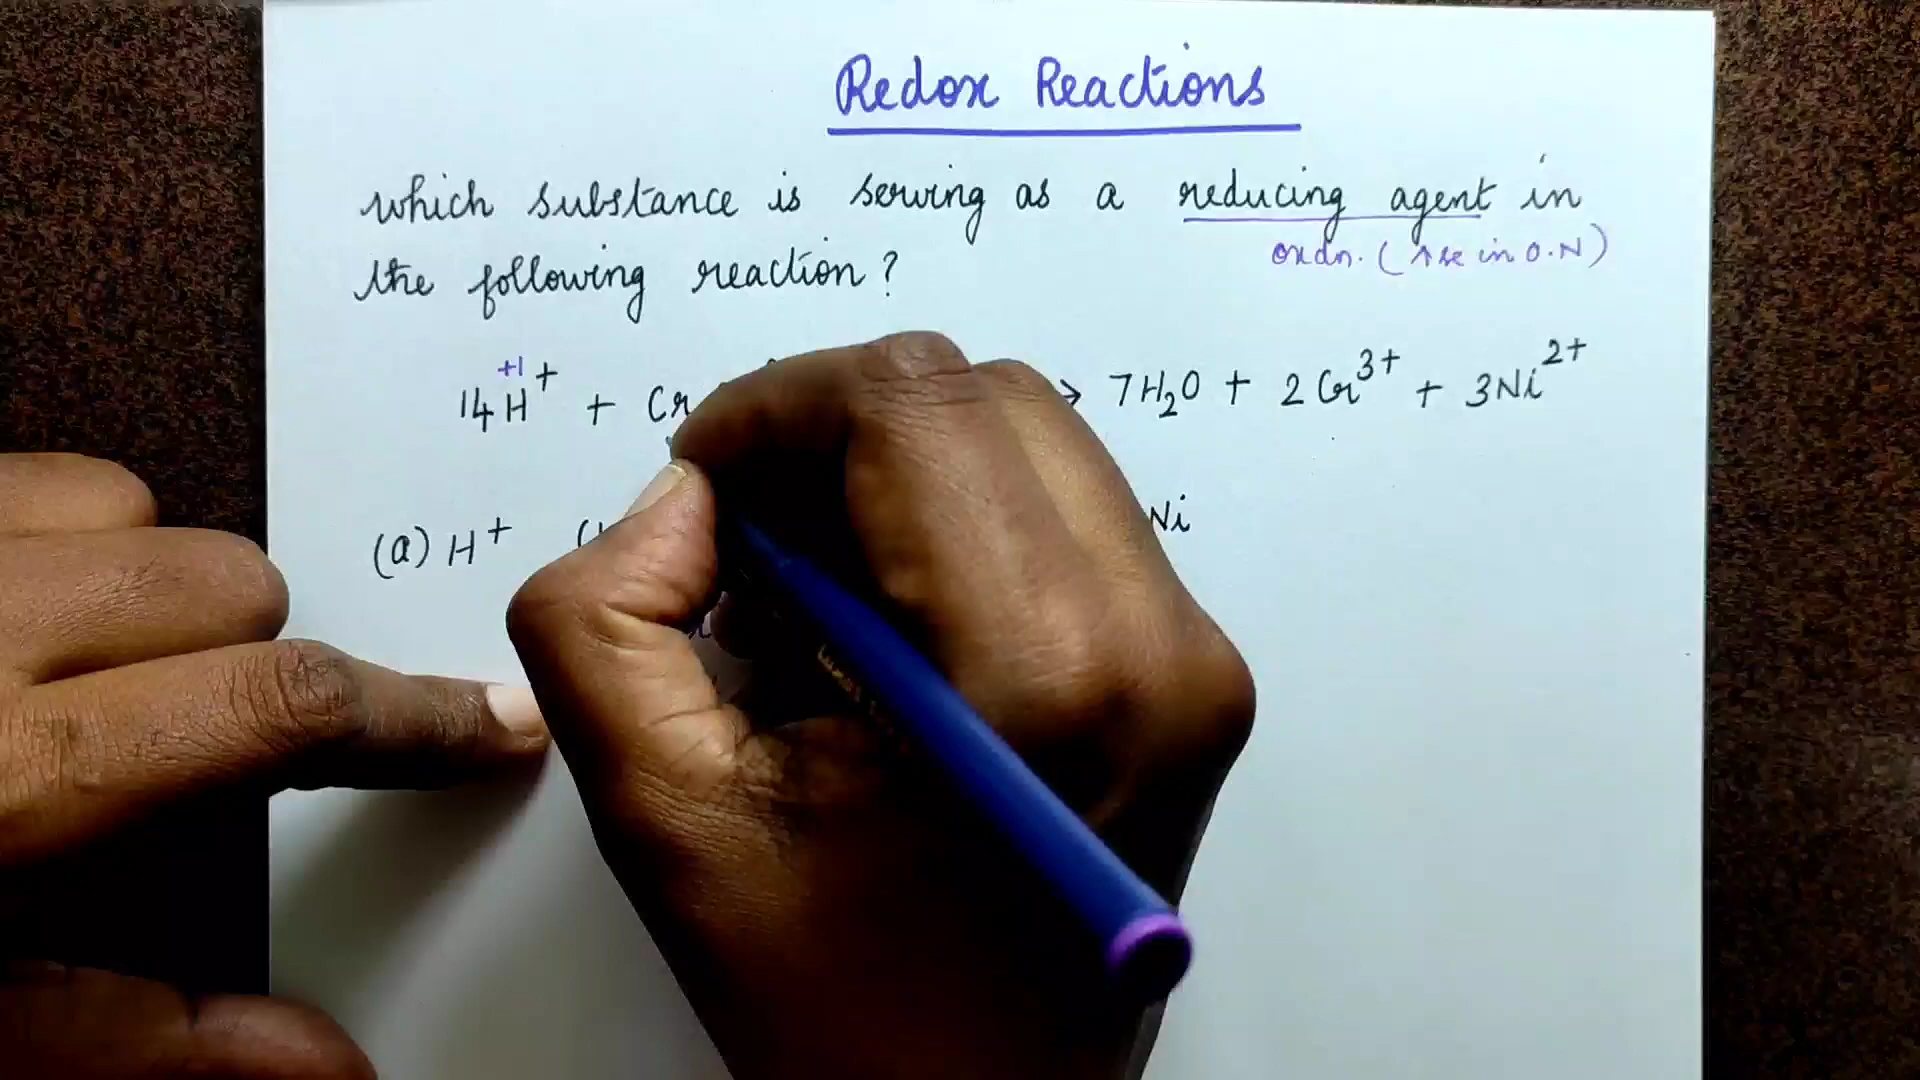 Redox Reactions
which substance is serving as a reducing agent in
oxdn. (↑se in O.N)
the following reaction?
+1
14H⁺ + Cr → 7H₂O + 2Cr³⁺ + 3Ni²⁺
(a) H⁺ Ni